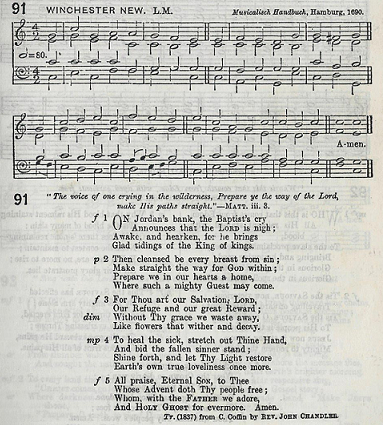 91 WINCHESTER NEW. L.M. Musicalisch Handbuch, Hamburg, 1690.
=80.
A-men.
91 "The voice of one crying in the wilderness, Prepare ye the way of the Lord,
make His paths straight."—MATT. iii. 3.
f 1 ON Jordan's bank, the Baptist's cry
Announces that the LORD is nigh;
Awake, and hearken, for he brings
Glad tidings of the King of kings.
p 2 Then cleansed be every breast from sin;
Make straight the way for GOD within;
Prepare we in our hearts a home,
Where such a mighty Guest may come.
f 3 For Thou art our Salvation, LORD,
Our Refuge and our great Reward;
dim Without Thy grace we waste away,
Like flowers that wither and decay.
mp 4 To heal the sick, stretch out Thine Hand,
And bid the fallen sinner stand;
Shine forth, and let Thy Light restore
Earth's own true loveliness once more.
f 5 All praise, Eternal SON, to Thee
Whose Advent doth Thy people free;
Whom, with the FATHER we adore,
And HOLY GHOST for evermore. Amen.
Tr. (1837) from C. Coffin by REV. JOHN CHANDLER.